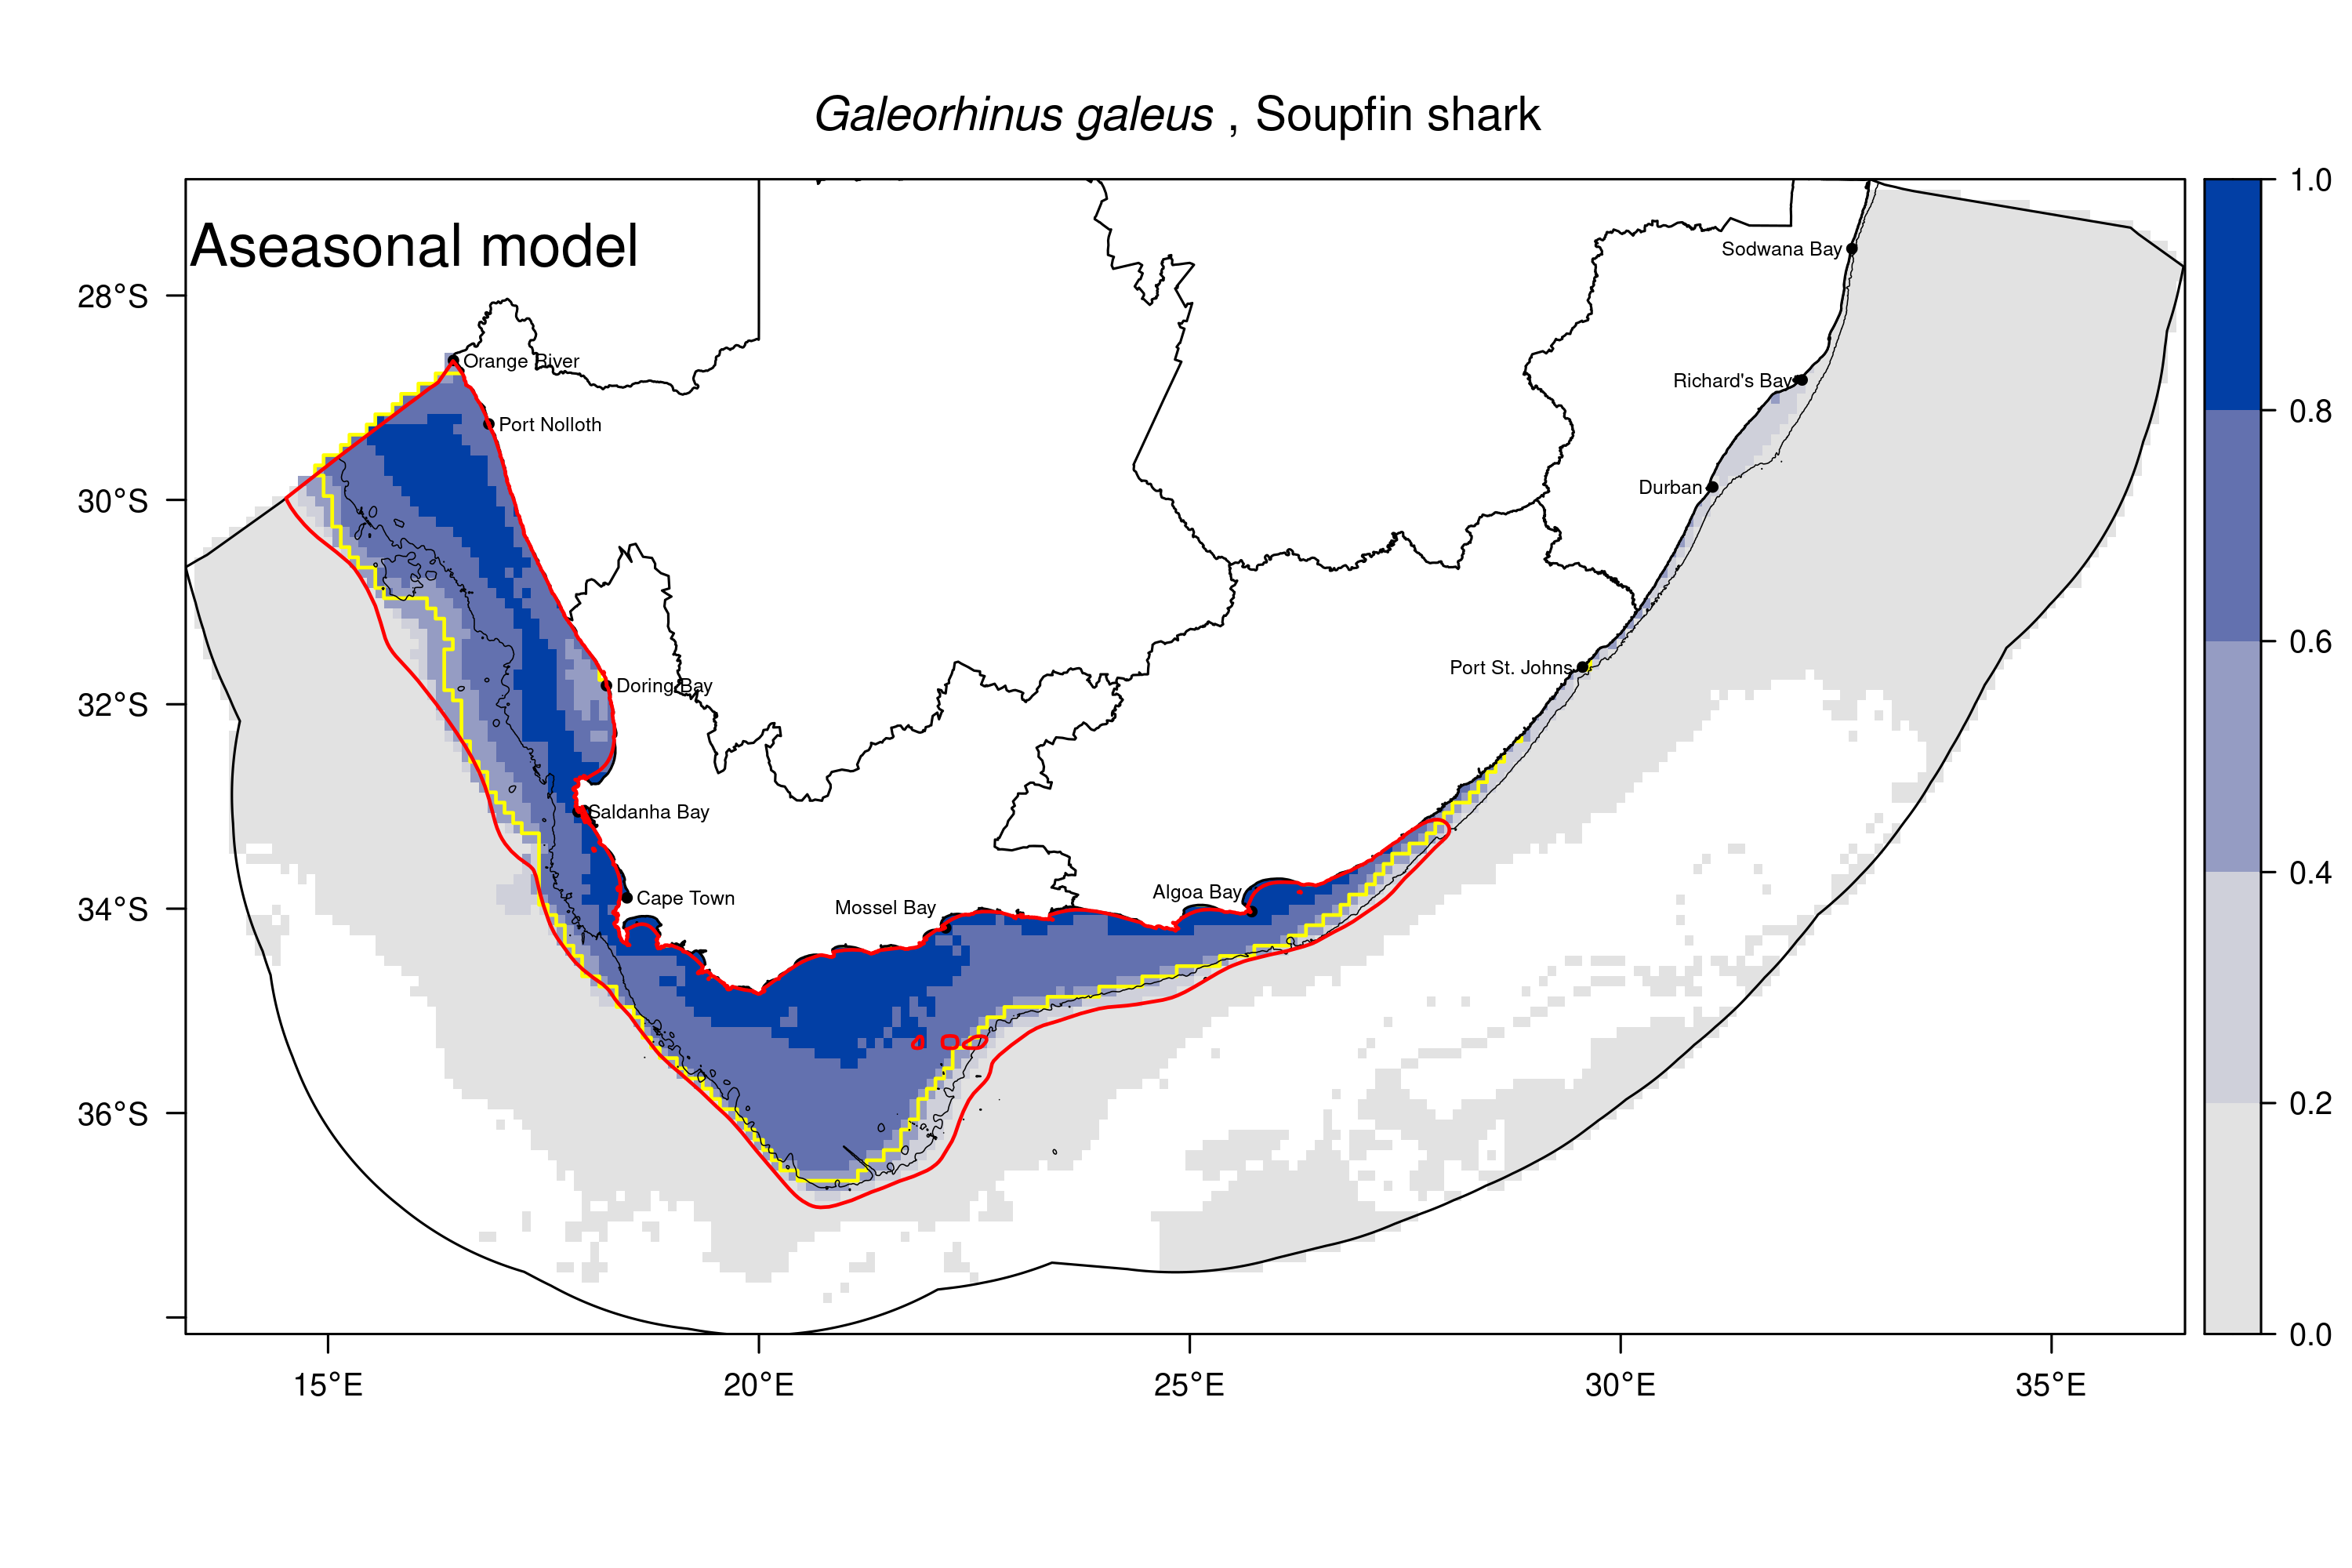 Galeorhinus galeus , Soupfin shark
Aseasonal model
1.0
0.8
0.6
0.4
0.2
0.0
28°S
30°S
32°S
34°S
36°S
15°E
20°E
25°E
30°E
35°E
Sodwana Bay
Richard's Bay
Durban
Port St. Johns
Orange River
Port Nolloth
Doring Bay
Saldanha Bay
Cape Town
Mossel Bay
Algoa Bay